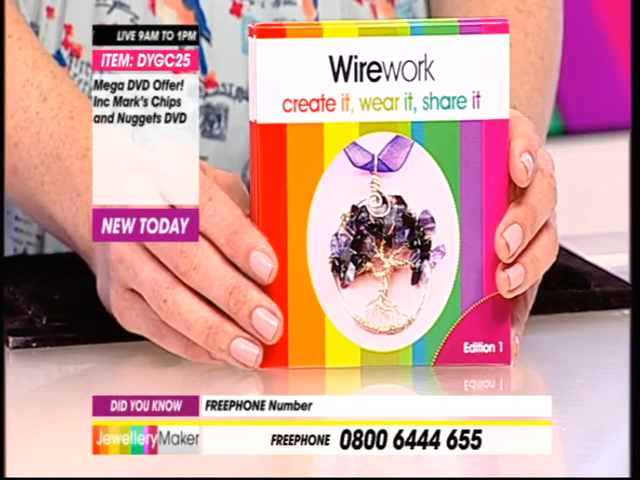 LIVE 9AM TO 1PM
ITEM: DYGC25
Mega DVD Offer!
Inc Mark's Chips
and Nuggets DVD
NEW TODAY
Wirework
create it, wear it, share it
Edition 1
DID YOU KNOW
FREEPHONE Number
JewelleryMaker
FREEPHONE 0800 6444 655